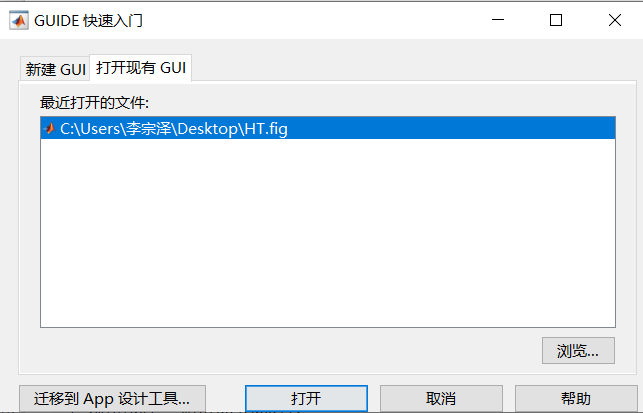 GUIDE 快速入门
新建 GUI 打开现有 GUI
最近打开的文件:
C:\Users\李宗泽\Desktop\HT.fig
浏览...
迁移到 App 设计工具... 打开 取消 帮助